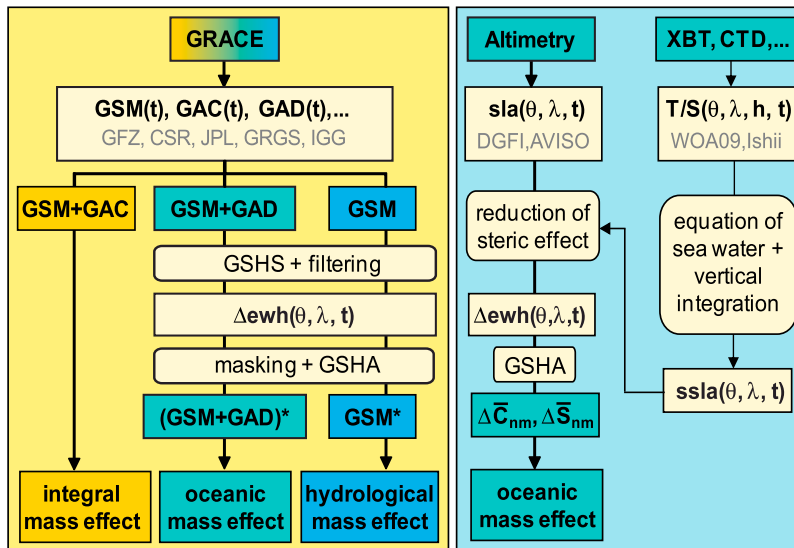 GRACE
GSM(t), GAC(t), GAD(t),...
GFZ, CSR, JPL, GRGS, IGG
GSM+GAC
GSM+GAD
GSM
GSHS + filtering
Δewh(θ, λ, t)
masking + GSHA
(GSM+GAD)*
GSM*
integral
mass effect
oceanic
mass effect
hydrological
mass effect
Altimetry
sla(θ, λ, t)
DGFI,AVISO
reduction of
steric effect
Δewh(θ,λ,t)
GSHA
ΔC̅nm, ΔS̅nm
oceanic
mass effect
XBT, CTD,...
T/S(θ, λ, h, t)
WOA09,Ishii
equation of
sea water +
vertical
integration
ssla(θ, λ, t)